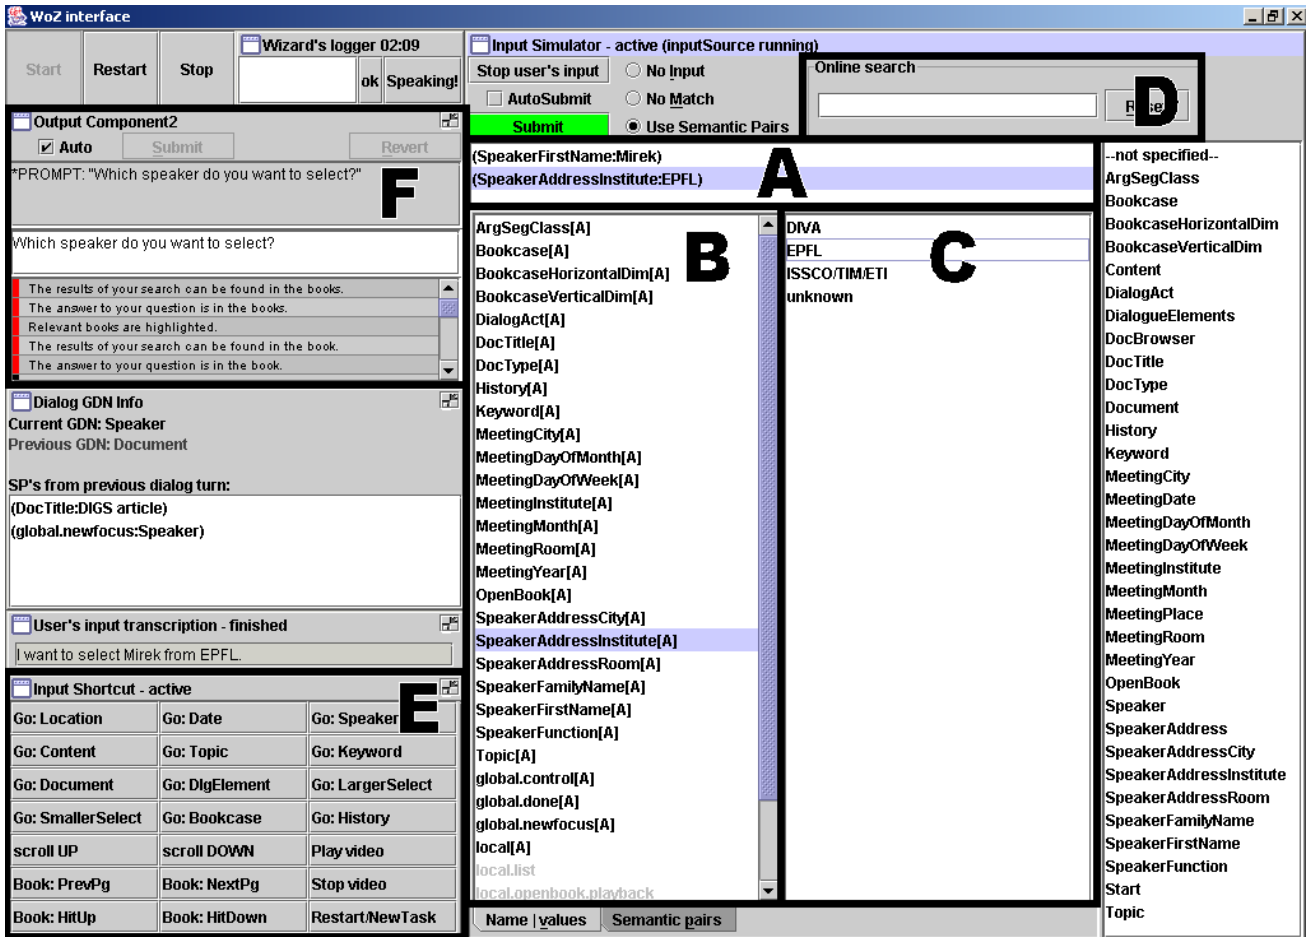 WoZ interface
Start
Restart
Stop
Wizard's logger 02:09
ok
Speaking!
Output Component2
Auto
Submit
Revert
*PROMPT: "Which speaker do you want to select?"
F
Which speaker do you want to select?
The results of your search can be found in the books.
The answer to your question is in the books.
Relevant books are highlighted.
The results of your search can be found in the book.
The answer to your question is in the book.
Dialog GDN Info
Current GDN: Speaker
Previous GDN: Document
SP's from previous dialog turn:
(DocTitle:DIGS article)
(global.newfocus:Speaker)
User's input transcription - finished
I want to select Mirek from EPFL.
Input Shortcut - active
E
Go: Location
Go: Date
Go: Speaker
Go: Content
Go: Topic
Go: Keyword
Go: Document
Go: DlgElement
Go: LargerSelect
Go: SmallerSelect
Go: Bookcase
Go: History
scroll UP
scroll DOWN
Play video
Book: PrevPg
Book: NextPg
Stop video
Book: HitUp
Book: HitDown
Restart/NewTask
Input Simulator - active (inputSource running)
Stop user's input
No Input
AutoSubmit
No Match
Submit
Use Semantic Pairs
Online search
D
(SpeakerFirstName:Mirek)
(SpeakerAddressInstitute:EPFL)
A
ArgSegClass[A]
Bookcase[A]
BookcaseHorizontalDim[A]
BookcaseVerticalDim[A]
DialogAct[A]
DocTitle[A]
DocType[A]
History[A]
Keyword[A]
MeetingCity[A]
MeetingDayOfMonth[A]
MeetingDayOfWeek[A]
MeetingInstitute[A]
MeetingMonth[A]
MeetingRoom[A]
MeetingYear[A]
OpenBook[A]
SpeakerAddressCity[A]
SpeakerAddressInstitute[A]
SpeakerAddressRoom[A]
SpeakerFamilyName[A]
SpeakerFirstName[A]
SpeakerFunction[A]
Topic[A]
global.control[A]
global.done[A]
global.newfocus[A]
local[A]
local.list
local.openbook.playback
B
DIVA
EPFL
ISSCO/TIM/ETI
unknown
C
Name | values
Semantic pairs
--not specified--
ArgSegClass
Bookcase
BookcaseHorizontalDim
BookcaseVerticalDim
Content
DialogAct
DialogueElements
DocBrowser
DocTitle
DocType
Document
History
Keyword
MeetingCity
MeetingDate
MeetingDayOfMonth
MeetingDayOfWeek
MeetingInstitute
MeetingMonth
MeetingPlace
MeetingRoom
MeetingYear
OpenBook
Speaker
SpeakerAddress
SpeakerAddressCity
SpeakerAddressInstitute
SpeakerAddressRoom
SpeakerFamilyName
SpeakerFirstName
SpeakerFunction
Start
Topic